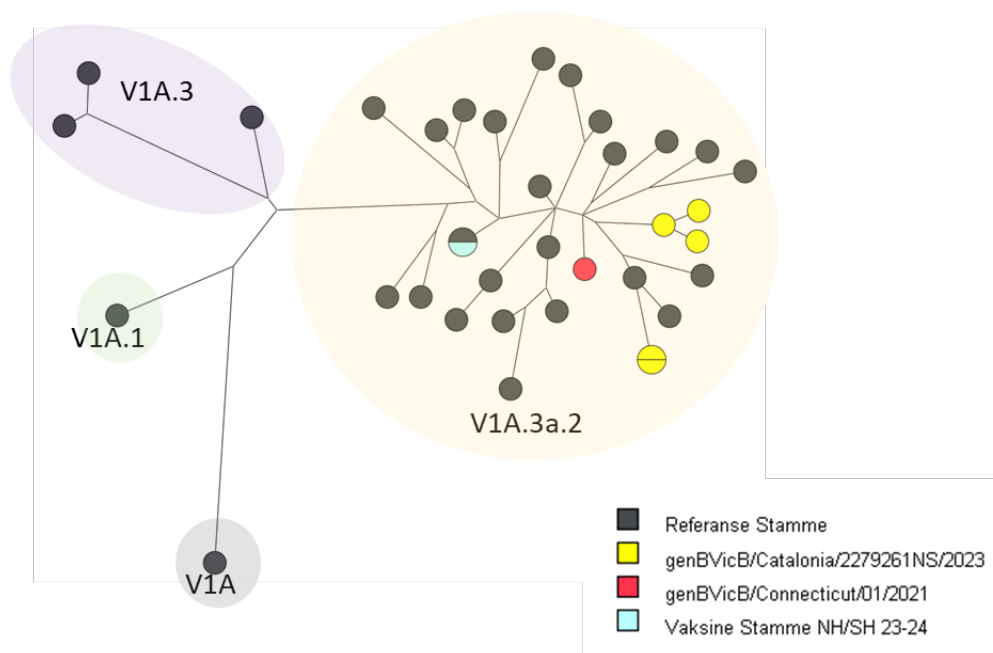 V1A.3
V1A.1
V1A.3a.2
V1A
Referanse Stamme
genBVicB/Catalonia/2279261NS/2023
genBVicB/Connecticut/01/2021
Vaksine Stamme NH/SH 23-24